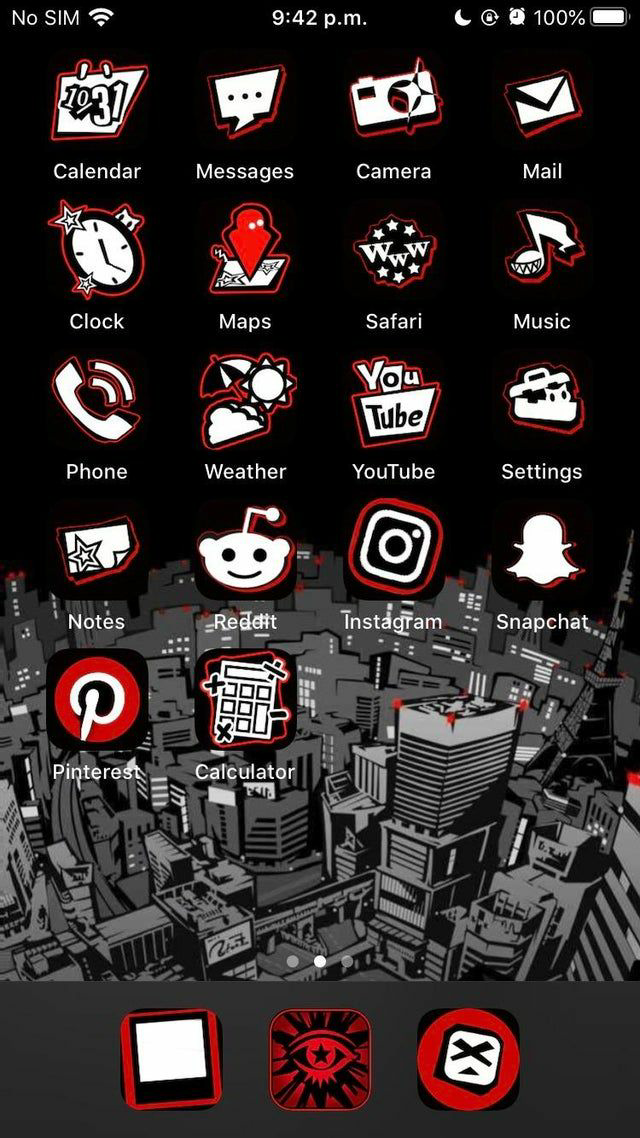 No SIM 9:42 p.m. 100%
10 31
Calendar Messages Camera Mail
WWW
Clock Maps Safari Music
You
Tube
Phone Weather YouTube Settings
Notes Reddit Instagram Snapchat
Pinterest Calculator